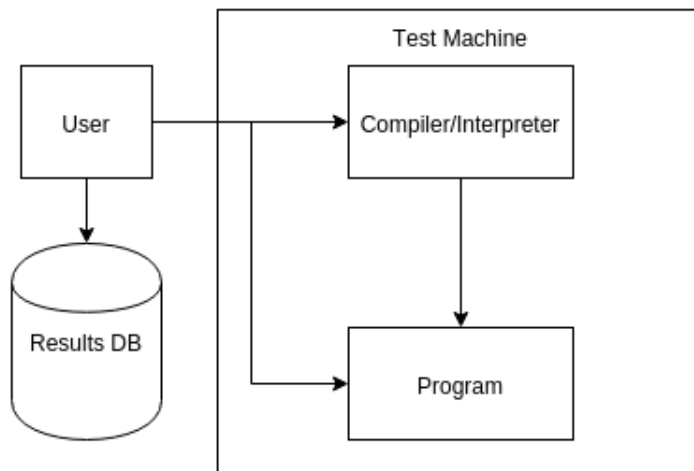 Test Machine
User
Compiler/Interpreter
Results DB
Program